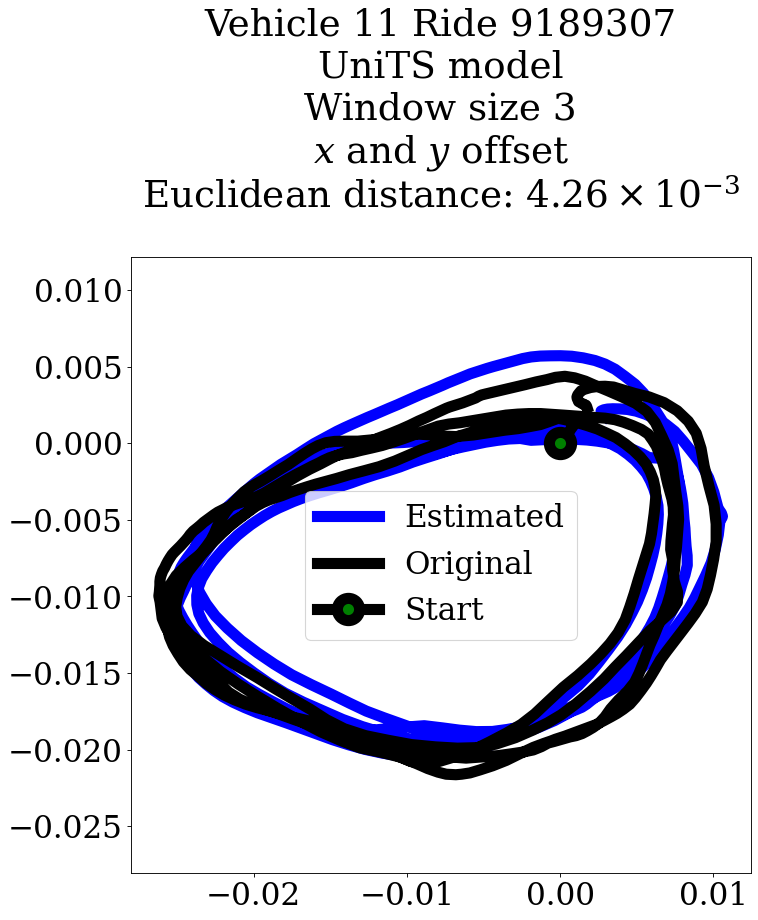 Vehicle 11 Ride 9189307
UniTS model
Window size 3
x and y offset
Euclidean distance: 4.26 × 10⁻³
0.010
0.005
0.000
−0.005
−0.010
−0.015
−0.020
−0.025
Estimated
Original
Start
−0.02
−0.01
0.00
0.01